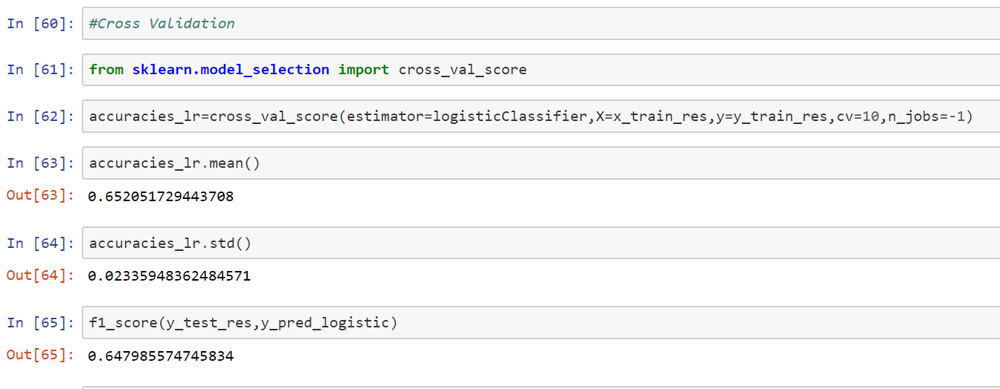 In [60]: #Cross Validation
In [61]: from sklearn.model_selection import cross_val_score
In [62]: accuracies_lr=cross_val_score(estimator=logisticClassifier,X=x_train_res,y=y_train_res,cv=10,n_jobs=-1)
In [63]: accuracies_lr.mean()
Out[63]: 0.652051729443708
In [64]: accuracies_lr.std()
Out[64]: 0.02335948362484571
In [65]: f1_score(y_test_res,y_pred_logistic)
Out[65]: 0.647985574745834